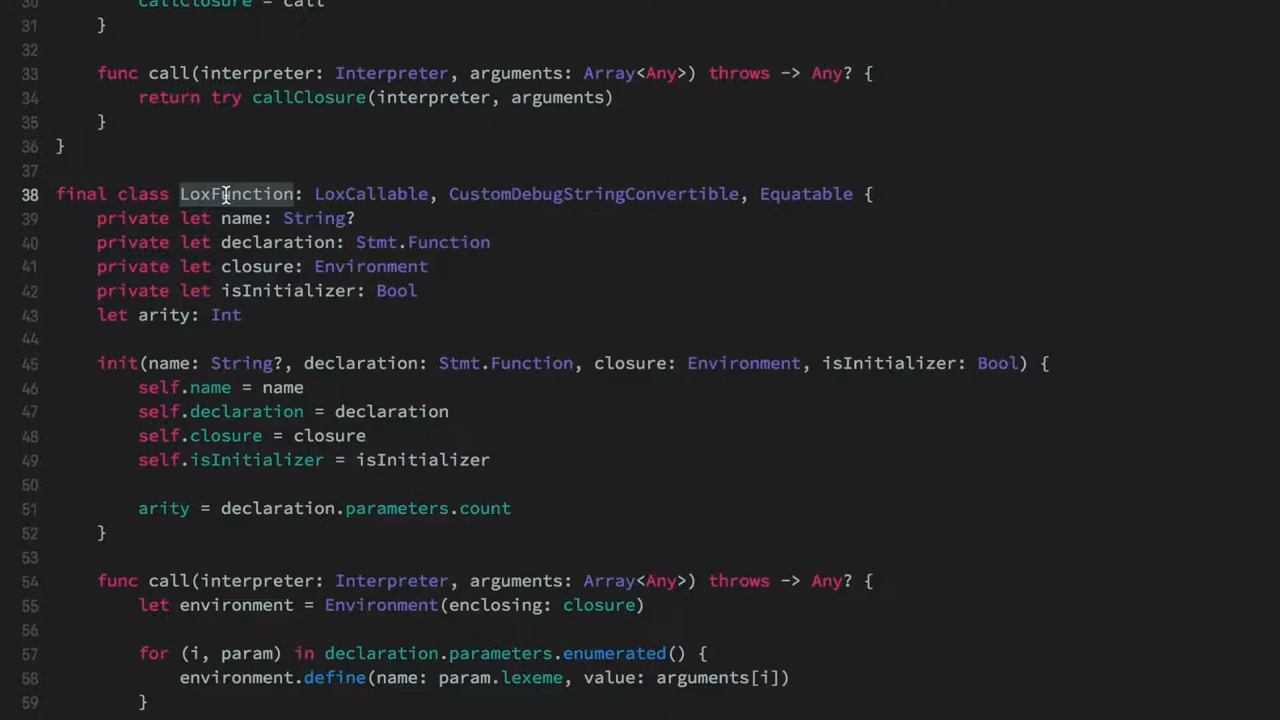 30 callClosure = call
31 }
32
33 func call(interpreter: Interpreter, arguments: Array<Any>) throws -> Any? {
34 return try callClosure(interpreter, arguments)
35 }
36 }
37
38 final class LoxFunction: LoxCallable, CustomDebugStringConvertible, Equatable {
39 private let name: String?
40 private let declaration: Stmt.Function
41 private let closure: Environment
42 private let isInitializer: Bool
43 let arity: Int
44
45 init(name: String?, declaration: Stmt.Function, closure: Environment, isInitializer: Bool) {
46 self.name = name
47 self.declaration = declaration
48 self.closure = closure
49 self.isInitializer = isInitializer
50
51 arity = declaration.parameters.count
52 }
53
54 func call(interpreter: Interpreter, arguments: Array<Any>) throws -> Any? {
55 let environment = Environment(enclosing: closure)
56
57 for (i, param) in declaration.parameters.enumerated() {
58 environment.define(name: param.lexeme, value: arguments[i])
59 }